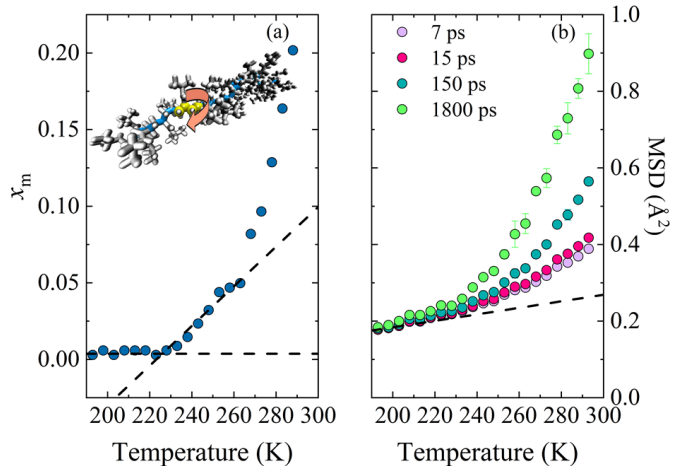 (a)
(b)
0.20
0.15
0.10
0.05
0.00
xm
200 220 240 260 280 300
Temperature (K)
7 ps
15 ps
150 ps
1800 ps
1.0
0.8
0.6
0.4
0.2
0.0
MSD (Å²)
200 220 240 260 280 300
Temperature (K)